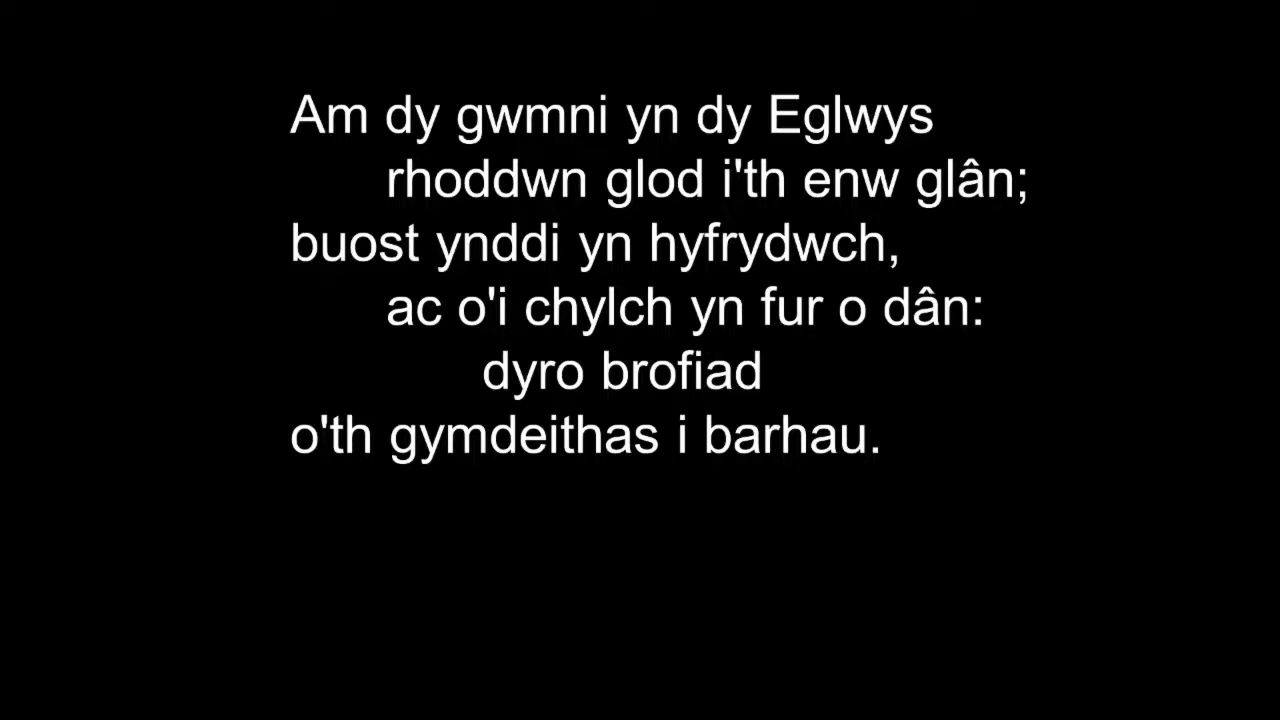 Am dy gwmni yn dy Eglwys
rhoddwn glod i'th enw glân;
buost ynddi yn hyfrydwch,
ac o'i chylch yn fur o dân:
dyro brofiad
o'th gymdeithas i barhau.